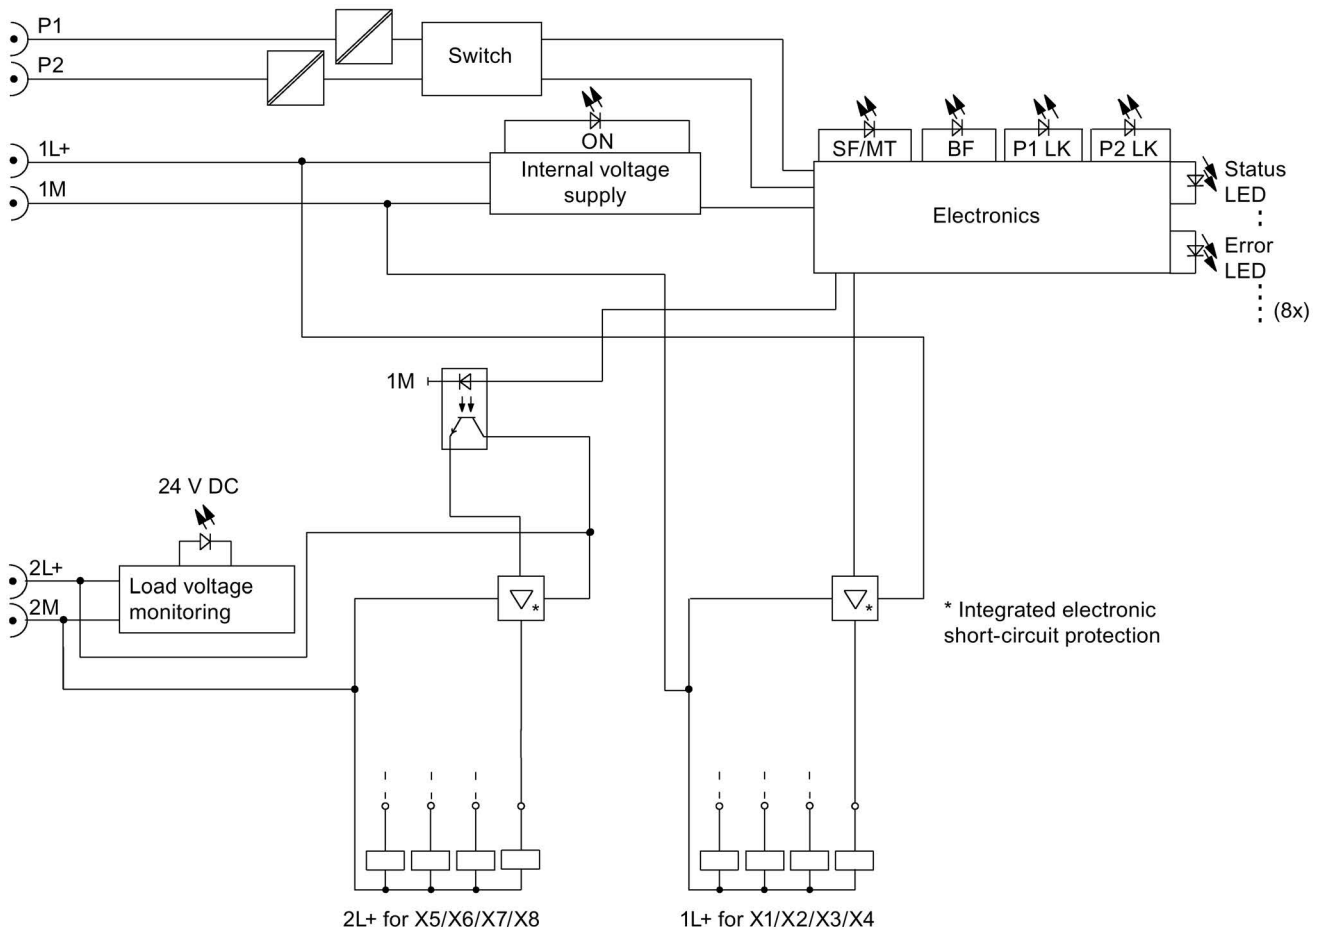 P1
P2
Switch
1L+
1M
ON
Internal voltage
supply
SF/MT
BF
P1 LK
P2 LK
Electronics
Status
LED
Error
LED
(8x)
1M
24 V DC
2L+
2M
Load voltage
monitoring
*
*
* Integrated electronic
short-circuit protection
2L+ for X5/X6/X7/X8
1L+ for X1/X2/X3/X4